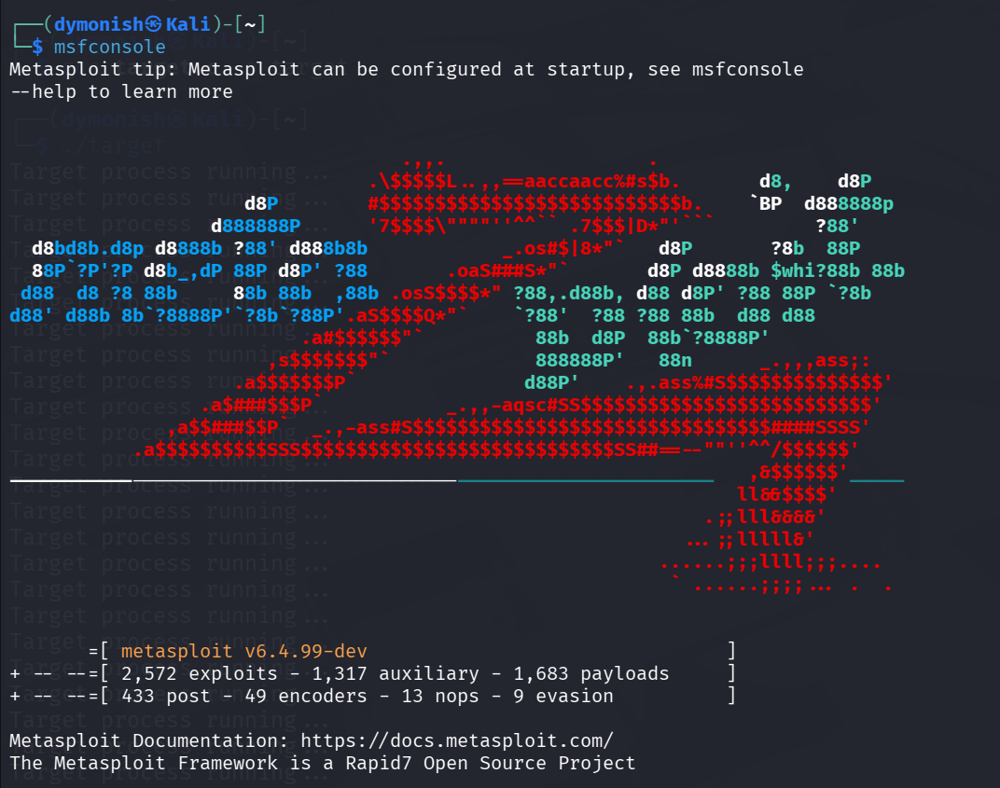 ┌──(dymonish㉿Kali)-[~]
└─$ msfconsole
Metasploit tip: Metasploit can be configured at startup, see msfconsole
--help to learn more
                                   .,,.                  .
                                .\$$$$$L..,,==aaccaacc%#s$b.       d8,    d8P
                     d8P        #$$$$$$$$$$$$$$$$$$$$$$$$$$$b.    `BP  d888888p
                  d888888P      '7$$$$\""""''^^`` .7$$$|D*"'```         ?88'
  d8bd8b.d8p d8888b ?88' d888b8b            _.os#$|8*"`   d8P       ?8b  88P
  88P`?P'?P d8b_,dP 88P d8P' ?88       .oaS###S*"`       d8P d8888b $whi?88b 88b
 d88  d8 ?8 88b     88b 88b  ,88b .osS$$$$*" ?88,.d88b, d88 d8P' ?88 88P `?8b
d88' d88b 8b`?8888P'`?8b`?88P'.aS$$$$Q*"`    `?88'  ?88 ?88 88b  d88 d88
                          .a#$$$$$$"`          88b  d8P  88b`?8888P'
                       ,s$$$$$$$"`             888888P'   88n      _.,,,ass;:
                    .a$$$$$$$P`               d88P'    .,.ass%#S$$$$$$$$$$$$$$'
                 .a$###$$$P`           _.,,-aqsc#SS$$$$$$$$$$$$$$$$$$$$$$$$$$'
              ,a$$###$$P`  _.,-ass#S$$$$$$$$$$$$$$$$$$$$$$$$$$$$$$$$####SSSS'
           .a$$$$$$$$$$SSS$$$$$$$$$$$$$$$$$$$$$$$$$$$$SS##==--""''^^/$$$$$$'
_______________________________________________________________   ,&$$$$$$'_____
                                                                 ll&&$$$$'
                                                              .;;lll&&&&'
                                                            ...;;lllll&'
                                                          ......;;;llll;;;....
                                                           ` ......;;;;... .  .
       =[ metasploit v6.4.99-dev                                ]
+ -- --=[ 2,572 exploits - 1,317 auxiliary - 1,683 payloads     ]
+ -- --=[ 433 post - 49 encoders - 13 nops - 9 evasion          ]
Metasploit Documentation: https://docs.metasploit.com/
The Metasploit Framework is a Rapid7 Open Source Project